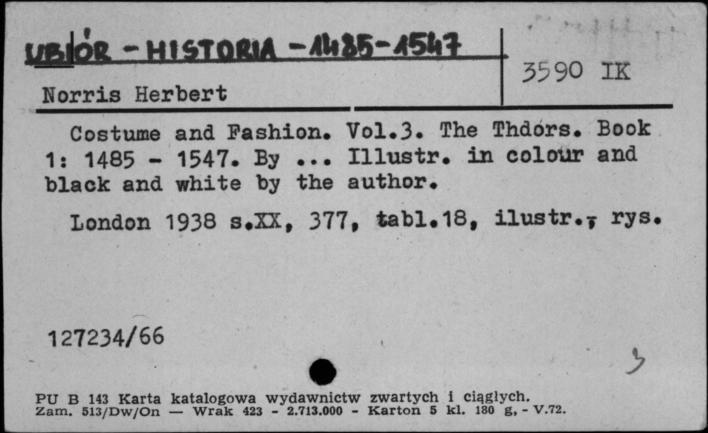 UBIÓR - HISTORIA - 1485-1547
3590 IK
Norris Herbert
Costume and Fashion. Vol.3. The Thdors. Book
1: 1485 - 1547. By ... Illustr. in colour and
black and white by the author.
London 1938 s.XX, 377, tabl.18, ilustr., rys.
127234/66
3
PU B 143 Karta katalogowa wydawnictw zwartych i ciągłych.
Zam. 513/Dw/On — Wrak 423 - 2.713.000 - Karton 5 kl. 180 g, - V.72.